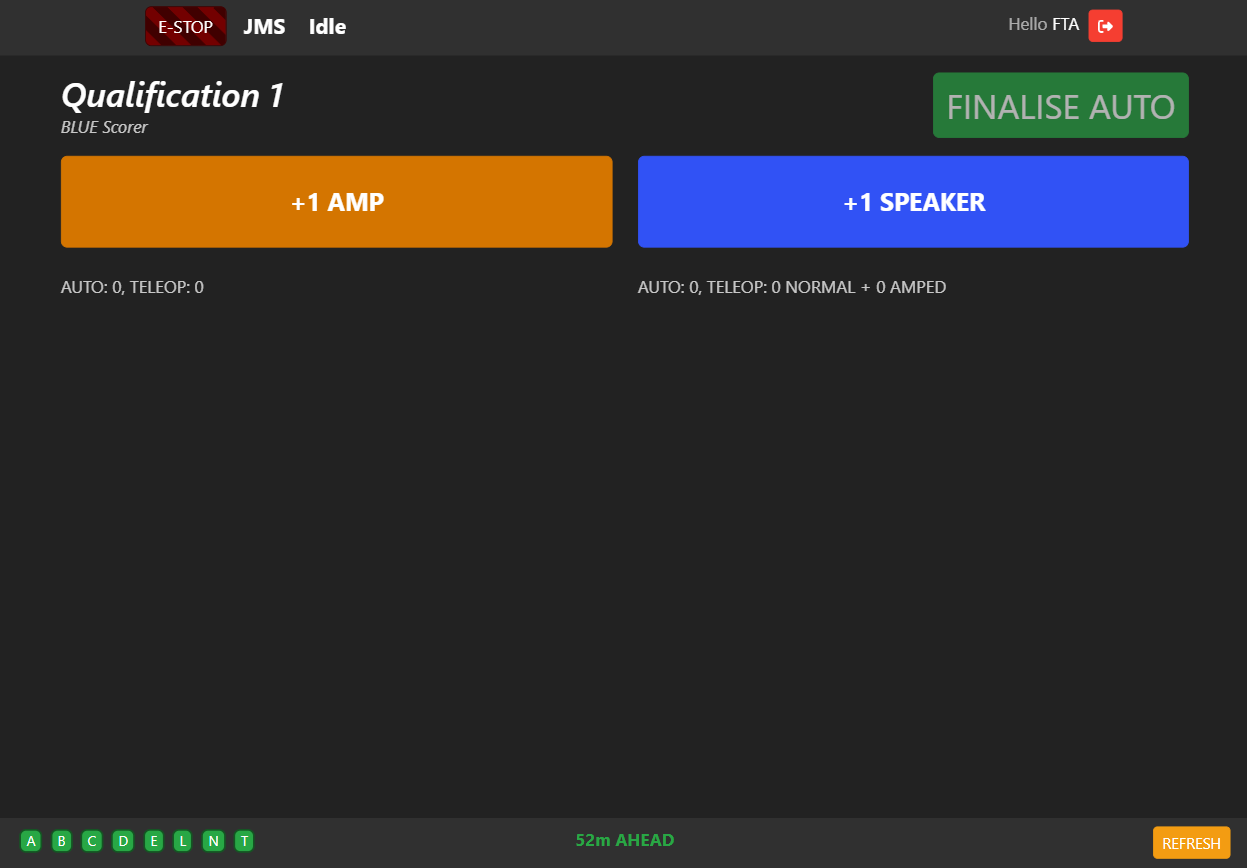 E-STOP JMS Idle Hello FTA
Qualification 1
BLUE Scorer
FINALISE AUTO
+1 AMP
+1 SPEAKER
AUTO: 0, TELEOP: 0
AUTO: 0, TELEOP: 0 NORMAL + 0 AMPED
A B C D E L N T
52m AHEAD
REFRESH